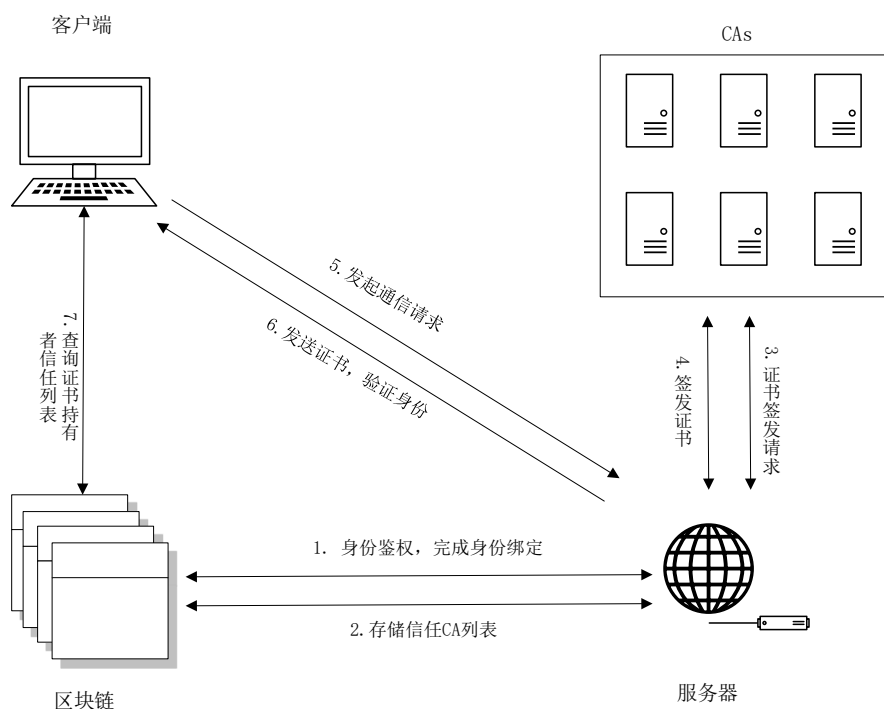 客户端
CAs
5.发起通信请求
6.发送证书，验证身份
7.查询证书持有
者信任列表
4.签发证书
3.证书签发请求
1. 身份鉴权，完成身份绑定
2.存储信任CA列表
区块链
服务器